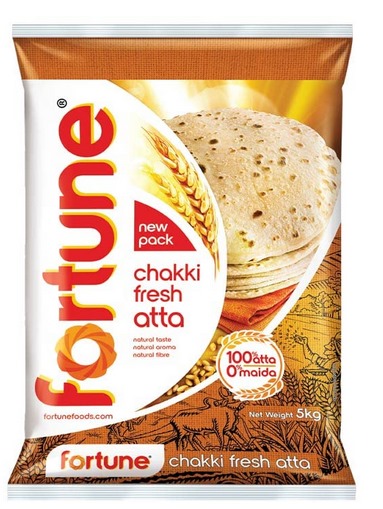 fortune®
new
pack
chakki
fresh
atta
natural taste
natural aroma
natural fibre
100% atta
0% maida
fortunefoods.com
Net Weight 5kg
fortune®
chakki fresh atta